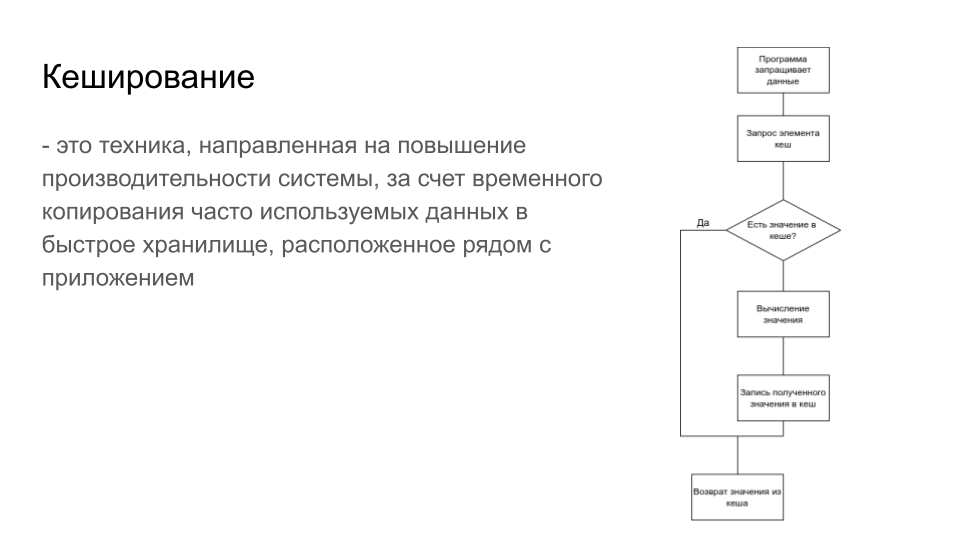 Кеширование
- это техника, направленная на повышение
производительности системы, за счет временного
копирования часто используемых данных в
быстрое хранилище, расположенное рядом с
приложением
Программа
запращивает
данные
Запрос элемента
кеш
Да
Есть значение в
кеше?
Вычисление
значения
Запись полученного
значения в кеш
Возврат значения из
кеша